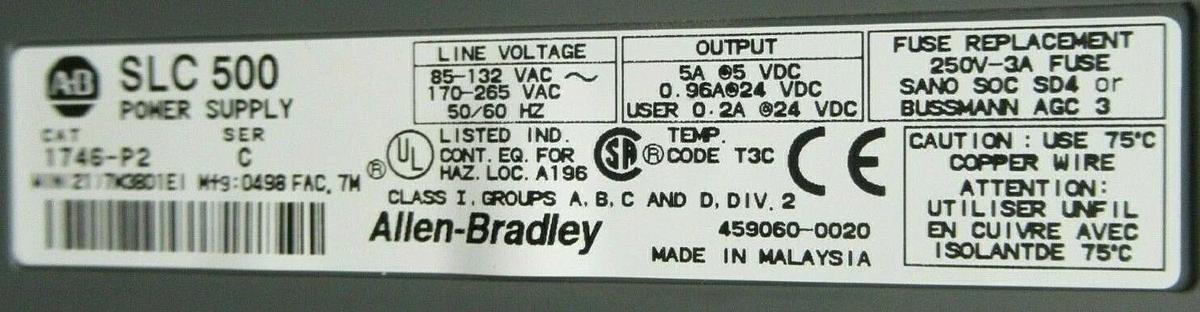 A-B
SLC 500
POWER SUPPLY
CAT SER
1746-P2 C
Mfg:0498 FAC. 7M
LINE VOLTAGE
85-132 VAC ~
170-265 VAC
50/60 HZ
OUTPUT
5A @5 VDC
0.96A@24 VDC
USER 0.2A @24 VDC
FUSE REPLACEMENT
250V-3A FUSE
SANO SOC SD4 or
BUSSMANN AGC 3
UL ®
LISTED IND.
CONT. EQ. FOR
HAZ. LOC. A196
SA ®
TEMP.
CODE T3C
CE
CLASS I, GROUPS A, B, C AND D, DIV. 2
Allen-Bradley
459060-0020
MADE IN MALAYSIA
CAUTION: USE 75°C
COPPER WIRE
ATTENTION:
UTILISER UNFIL
EN CUIVRE AVEC
ISOLANTDE 75°C